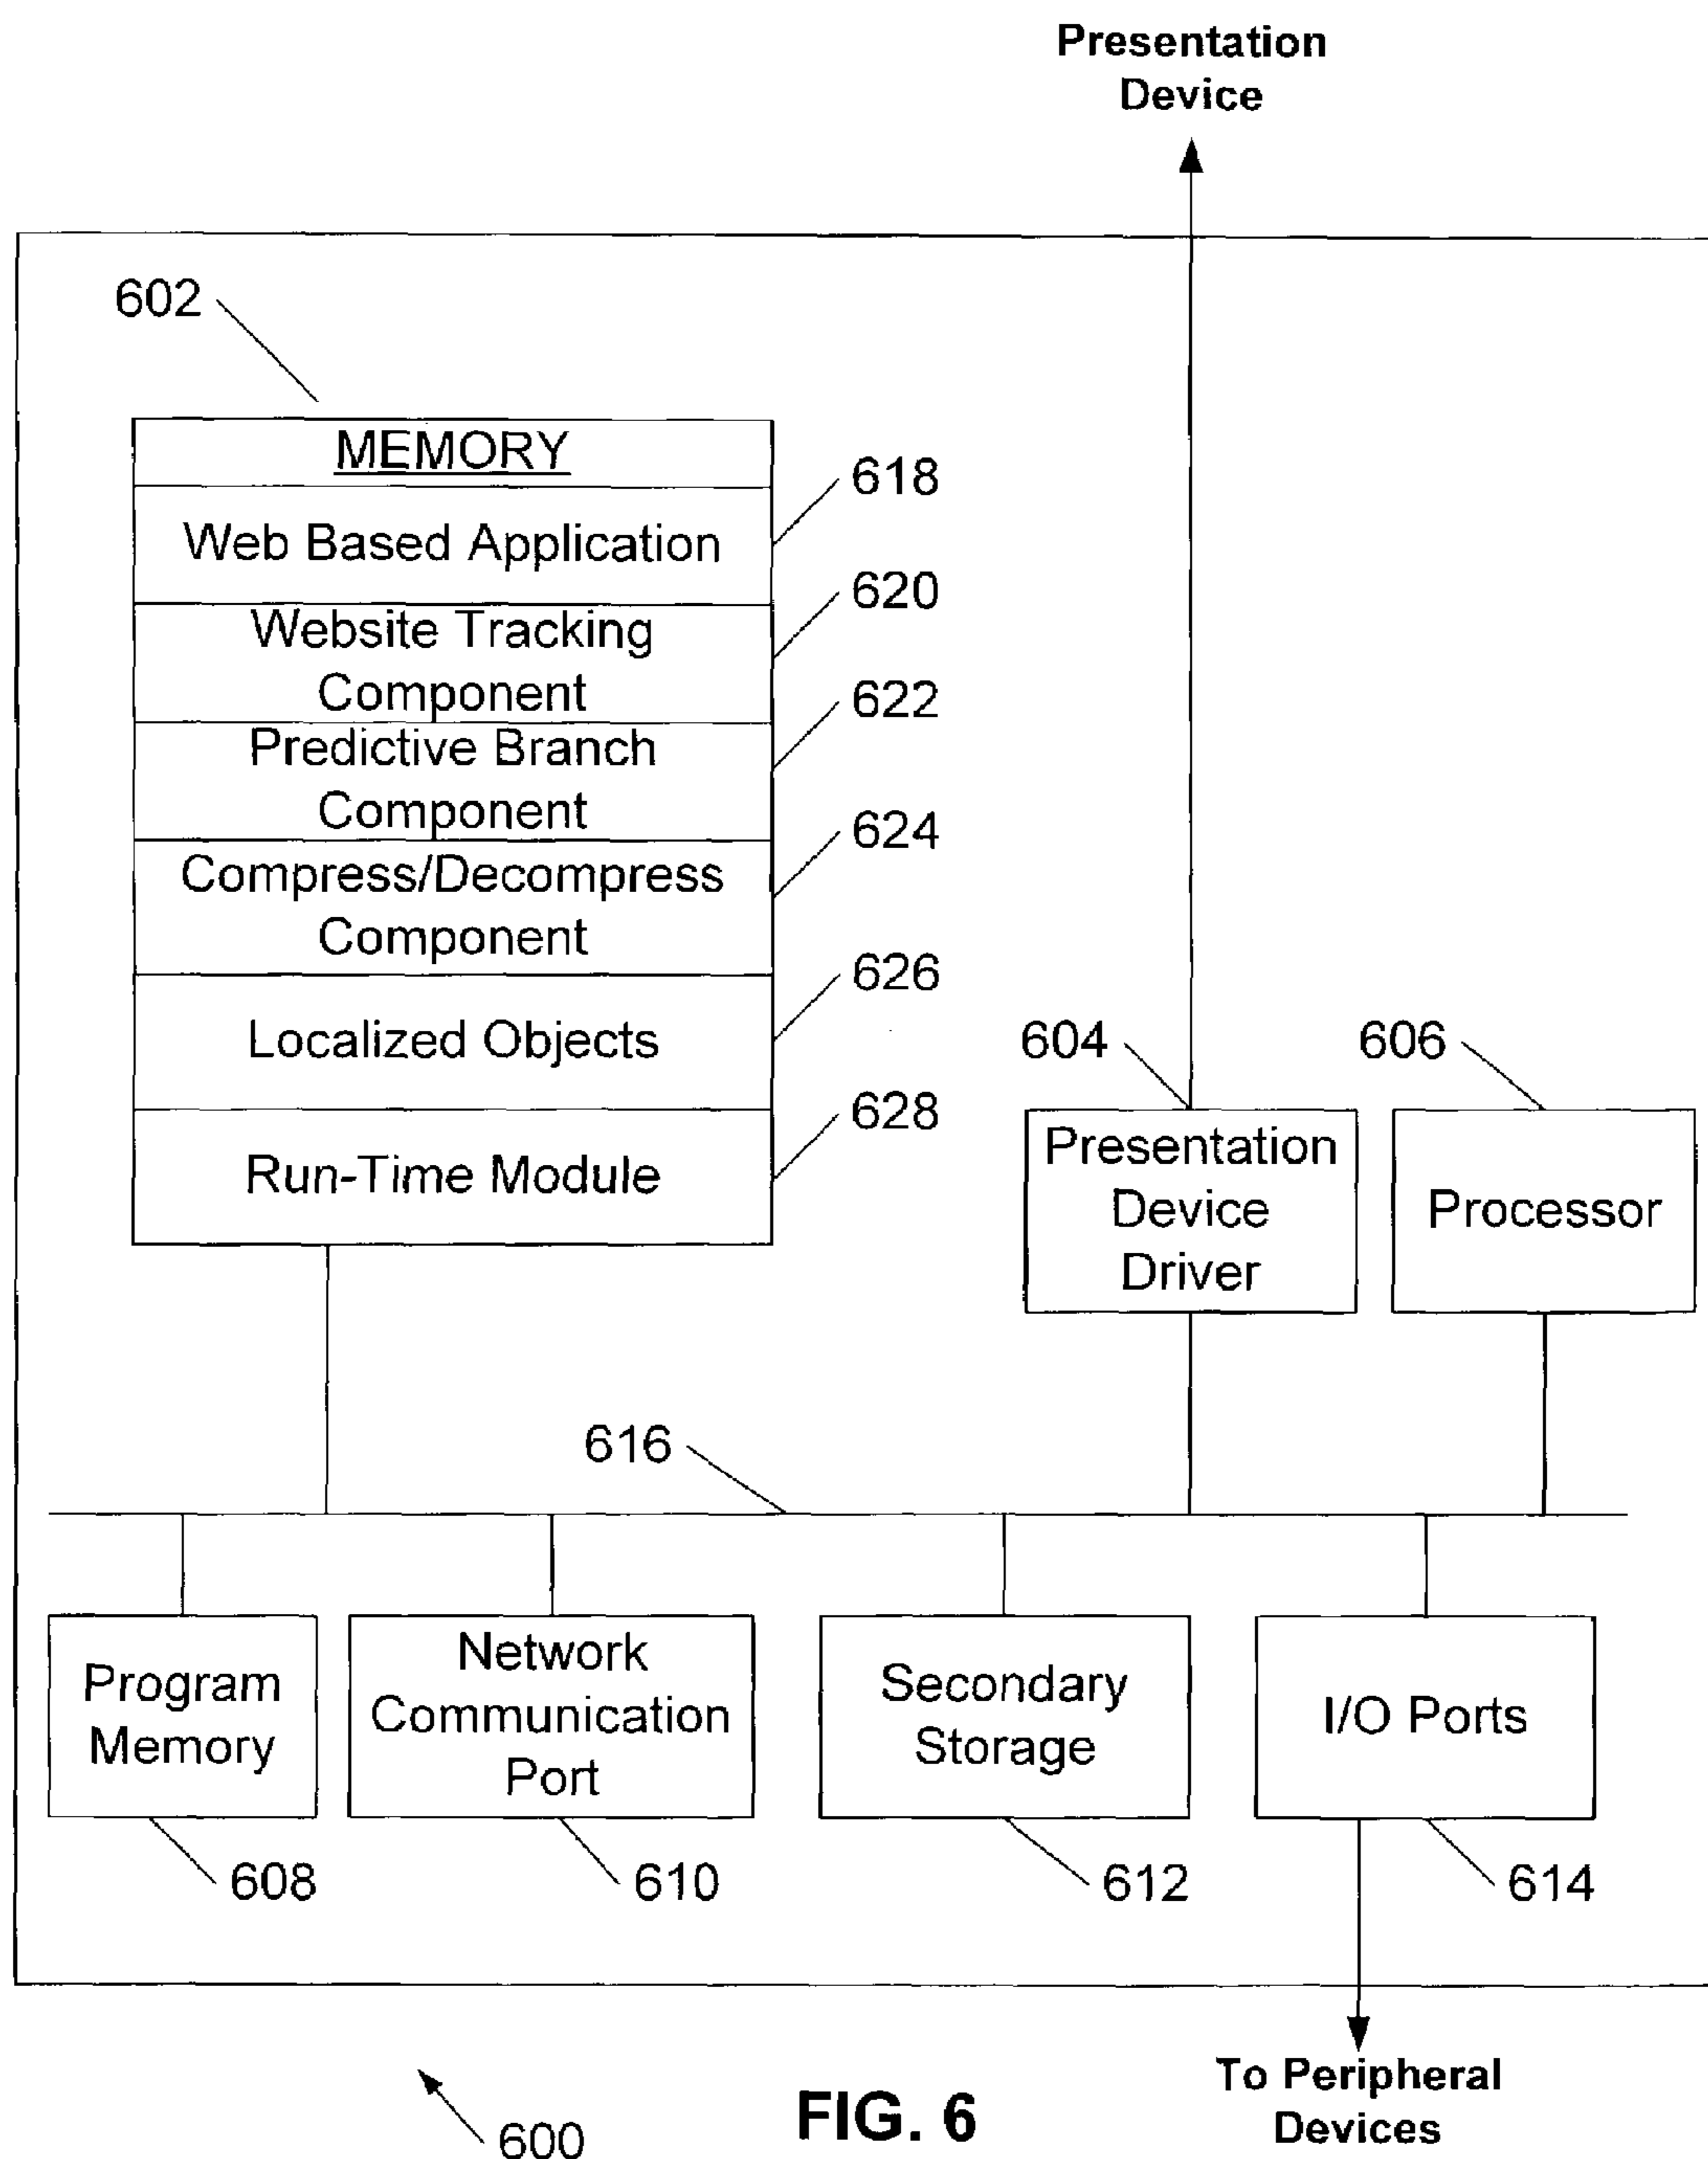 Presentation
Device
602
MEMORY
618
Web Based Application
620
Website Tracking
Component
622
Predictive Branch
Component
624
Compress/Decompress
Component
626
Localized Objects
628
Run-Time Module
604
606
Presentation
Device
Driver
Processor
616
Program
Memory
Network
Communication
Port
Secondary
Storage
I/O Ports
608
610
612
614
To Peripheral
Devices
600
FIG. 6